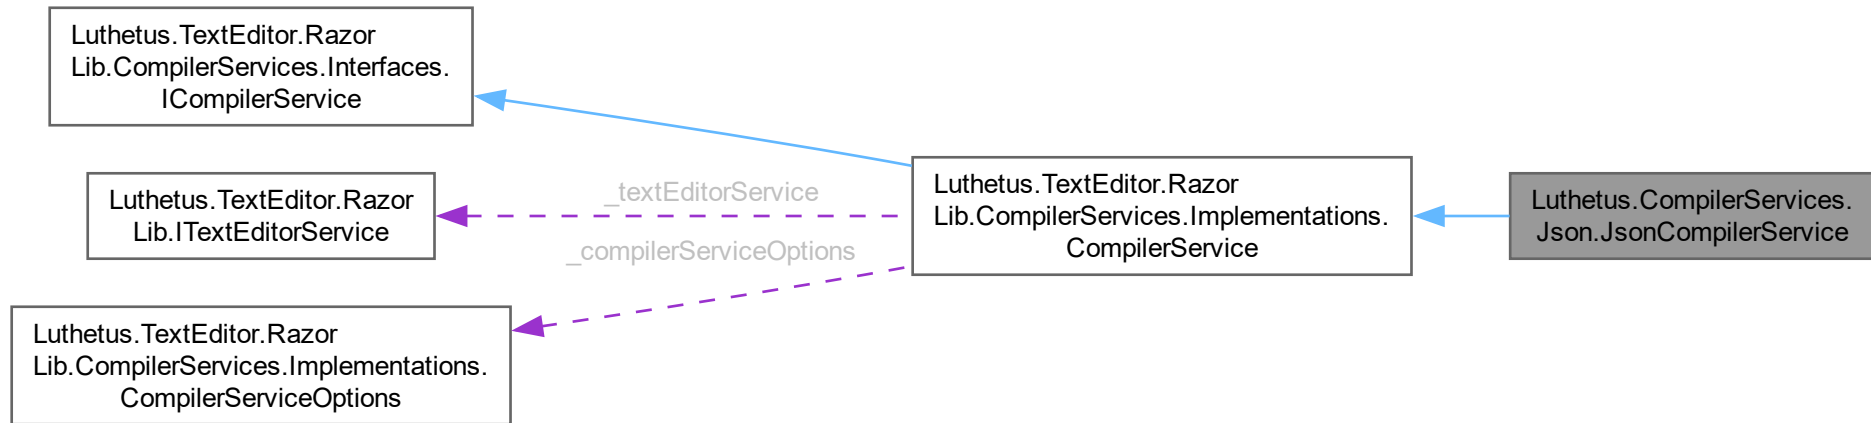 Luthetus.TextEditor.Razor
Lib.CompilerServices.Interfaces.
ICompilerService
Luthetus.TextEditor.Razor
Lib.ITextEditorService
Luthetus.TextEditor.Razor
Lib.CompilerServices.Implementations.
CompilerServiceOptions
_textEditorService
_compilerServiceOptions
Luthetus.TextEditor.Razor
Lib.CompilerServices.Implementations.
CompilerService
Luthetus.CompilerServices.
Json.JsonCompilerService